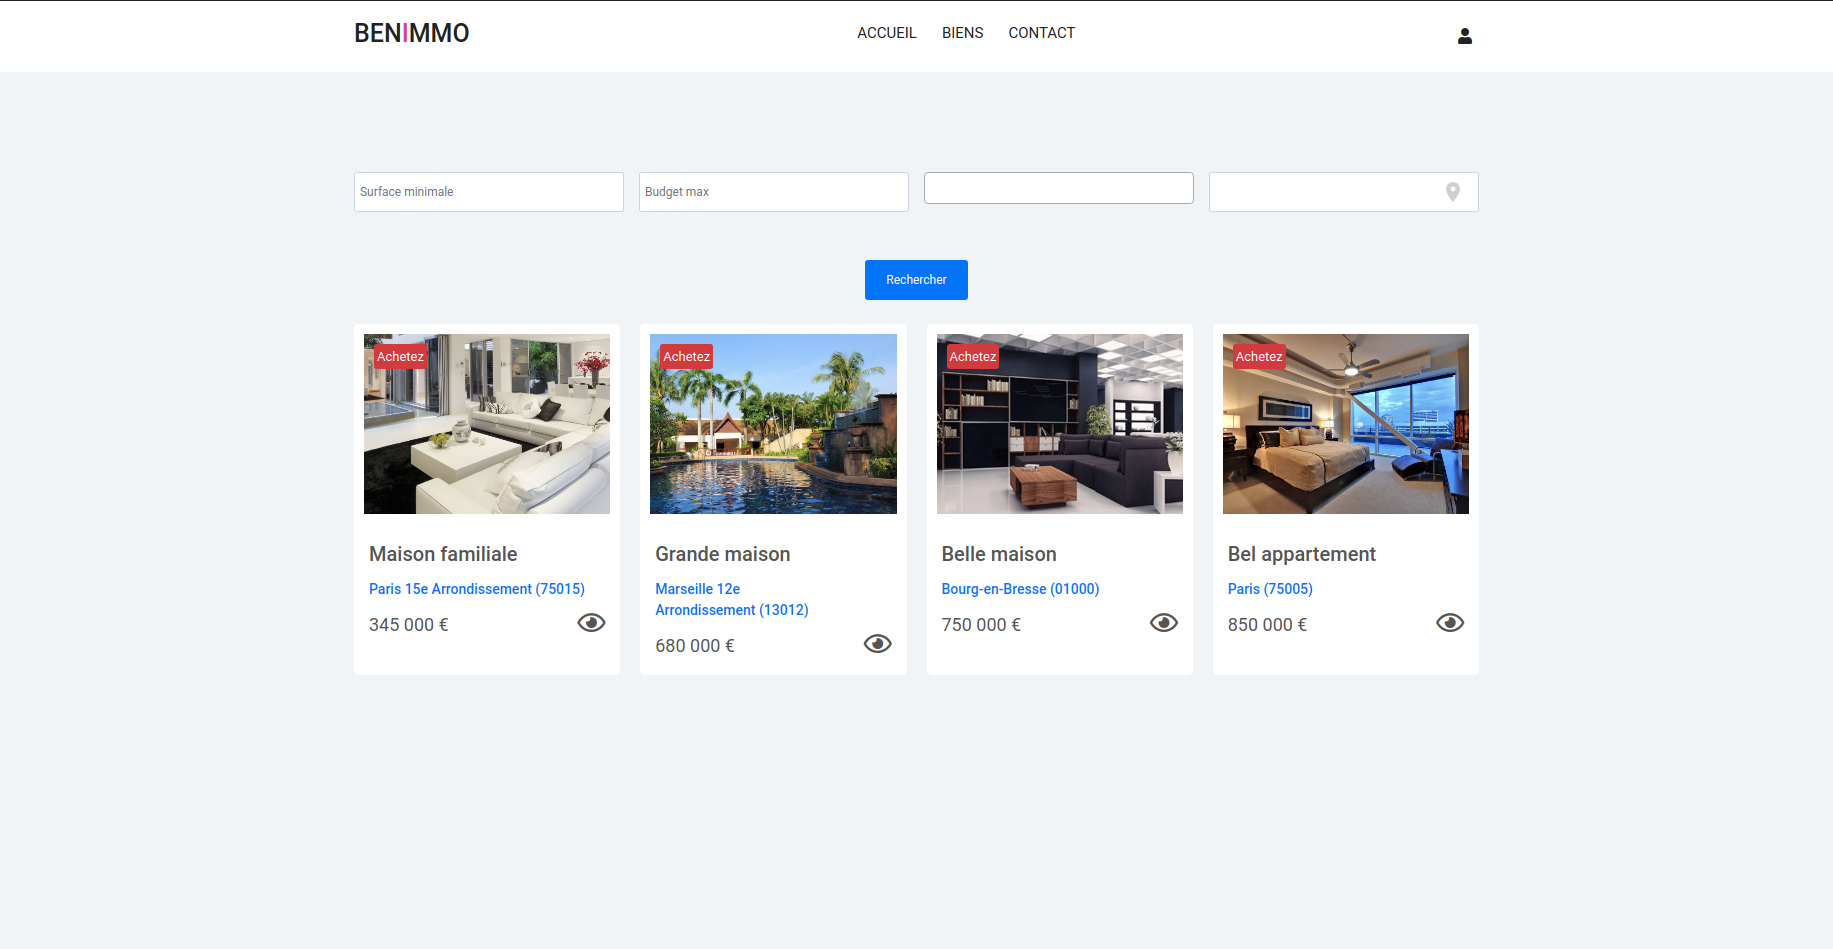 BENIMMO
ACCUEIL BIENS CONTACT
Surface minimale
Budget max
Rechercher
Achetez
Maison familiale
Paris 15e Arrondissement (75015)
345 000 €
Achetez
Grande maison
Marseille 12e
Arrondissement (13012)
680 000 €
Achetez
Belle maison
Bourg-en-Bresse (01000)
750 000 €
Achetez
Bel appartement
Paris (75005)
850 000 €